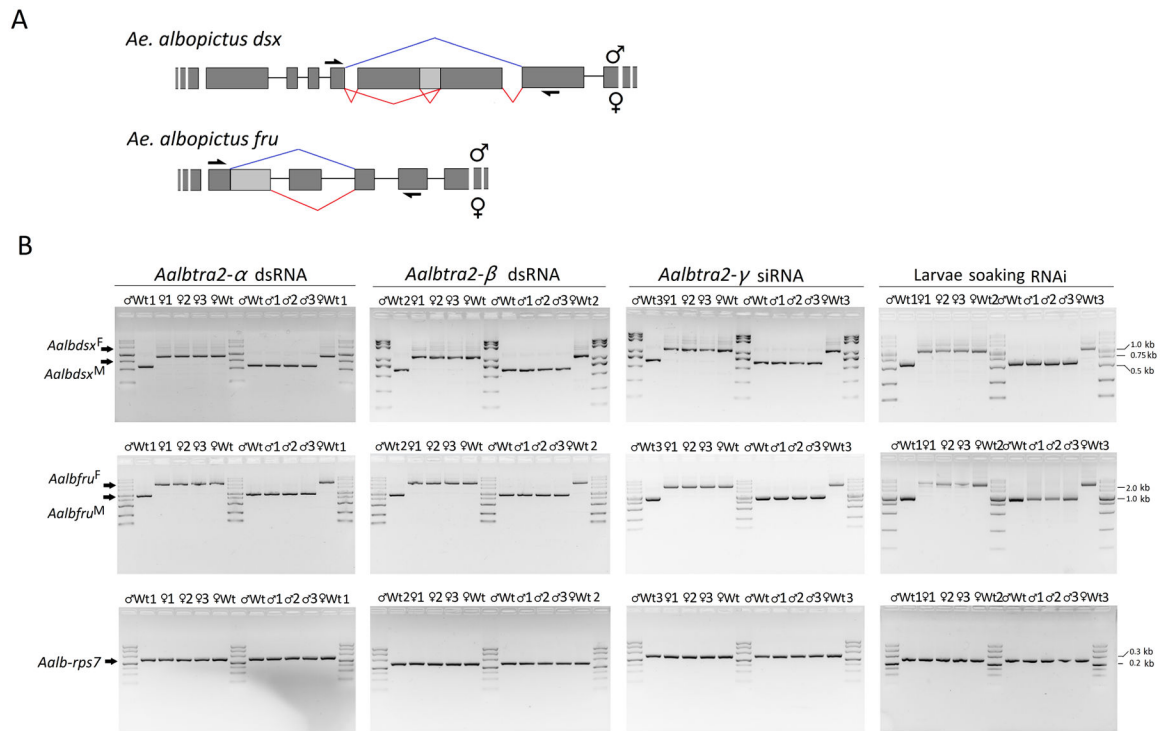 A
Ae. albopictus dsx
♂
♀
Ae. albopictus fru
♂
♀
B
Aalbtra2-α dsRNA
Aalbtra2-β dsRNA
Aalbtra2-γ siRNA
Larvae soaking RNAi
♂Wt1 ♀1 ♀2 ♀3 ♀Wt ♂Wt ♂1 ♂2 ♂3 ♀Wt 1
♂Wt2♀1 ♀2 ♀3 ♀Wt ♂Wt ♂1 ♂2 ♂3 ♀Wt 2
♂Wt3♀1 ♀2 ♀3 ♀Wt ♂Wt ♂1 ♂2 ♂3 ♀Wt3
♂Wt1♀1 ♀2 ♀3 ♀Wt2♂Wt ♂1 ♂2 ♂3 ♀Wt3
AalbdsxF
AalbdsxM
1.0 kb
0.75 kb
0.5 kb
♂Wt1 ♀1 ♀2 ♀3 ♀Wt ♂Wt ♂1 ♂2 ♂3 ♀Wt 1
♂Wt2♀1 ♀2 ♀3 ♀Wt ♂Wt ♂1 ♂2 ♂3 ♀Wt 2
♂Wt3 ♀1 ♀2 ♀3 ♀Wt ♂Wt ♂1 ♂2 ♂3 ♀Wt3
♂Wt1♀1 ♀2 ♀3 ♀Wt2♂Wt ♂1 ♂2 ♂3 ♀Wt3
AalbfruF
AalbfruM
2.0 kb
1.0 kb
♂Wt1 ♀1 ♀2 ♀3 ♀Wt ♂Wt ♂1 ♂2 ♂3 ♀Wt 1
♂Wt2♀1 ♀2 ♀3 ♀Wt ♂Wt ♂1 ♂2 ♂3 ♀Wt 2
♂Wt3 ♀1 ♀2 ♀3 ♀Wt ♂Wt ♂1 ♂2 ♂3 ♀Wt3
♂Wt1♀1 ♀2 ♀3 ♀Wt2♂Wt ♂1 ♂2 ♂3 ♀Wt3
Aalb-rps7
0.3 kb
0.2 kb